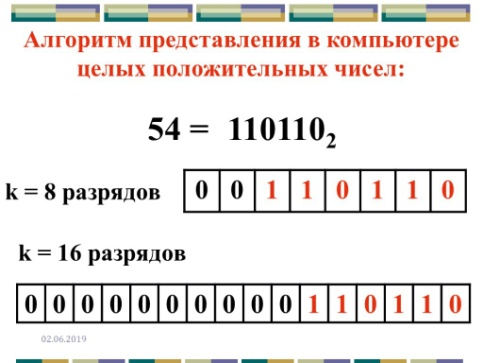 Алгоритм представления в компьютере
целых положительных чисел:
54 = 110110₂
k = 8 разрядов 0 0 1 1 0 1 1 0
k = 16 разрядов
0 0 0 0 0 0 0 0 0 0 1 1 0 1 1 0
02.06.2019